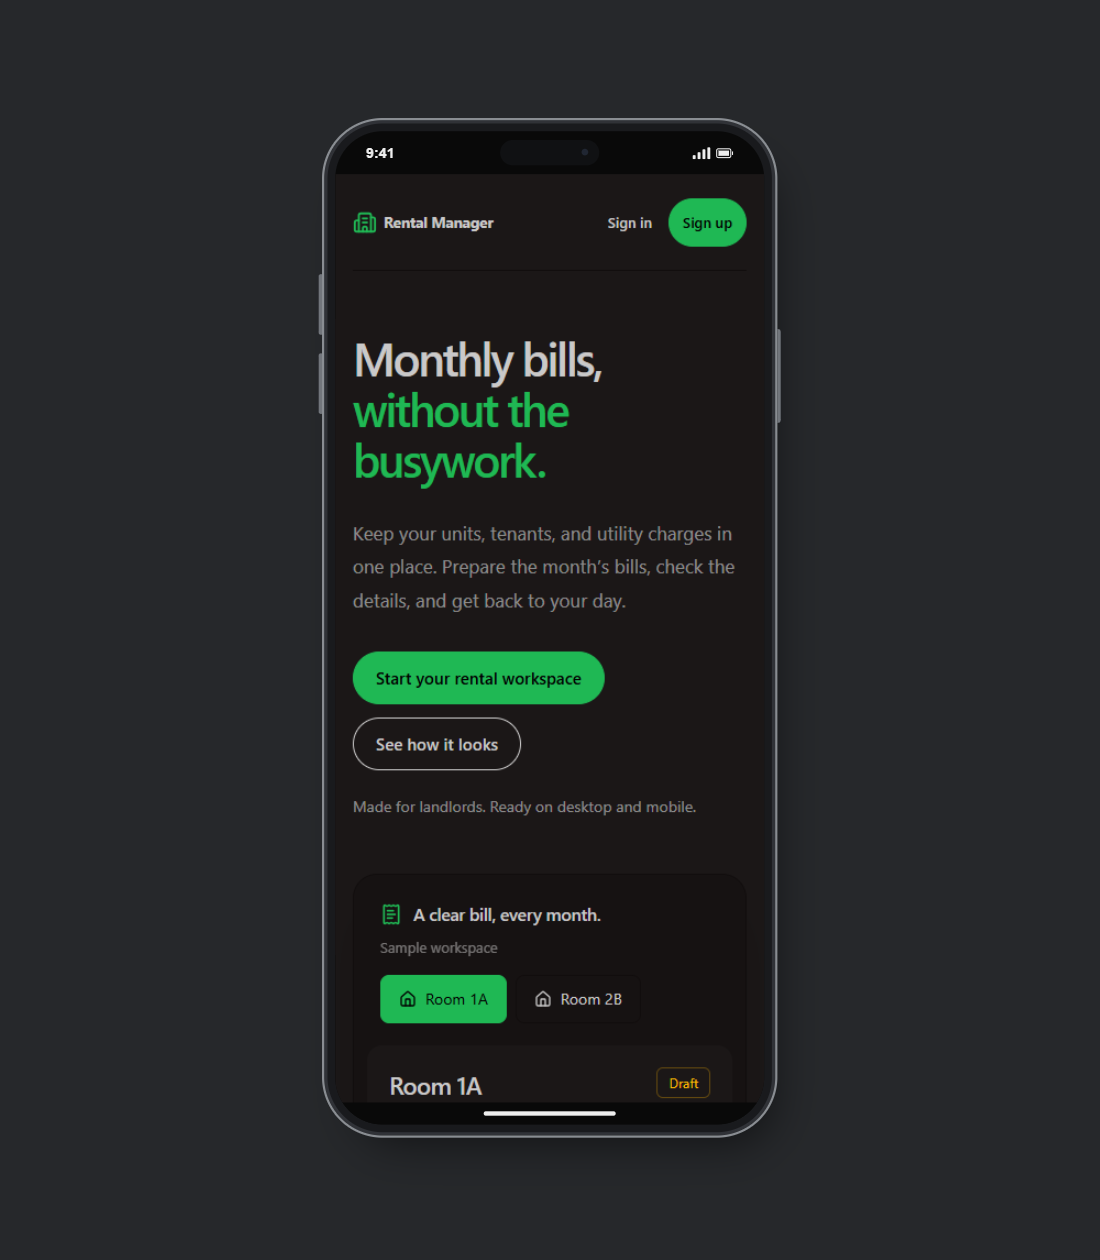 9:41
Rental Manager
Sign in
Sign up
Monthly bills,
without the
busywork.
Keep your units, tenants, and utility charges in
one place. Prepare the month’s bills, check the
details, and get back to your day.
Start your rental workspace
See how it looks
Made for landlords. Ready on desktop and mobile.
A clear bill, every month.
Sample workspace
Room 1A
Room 2B
Room 1A
Draft